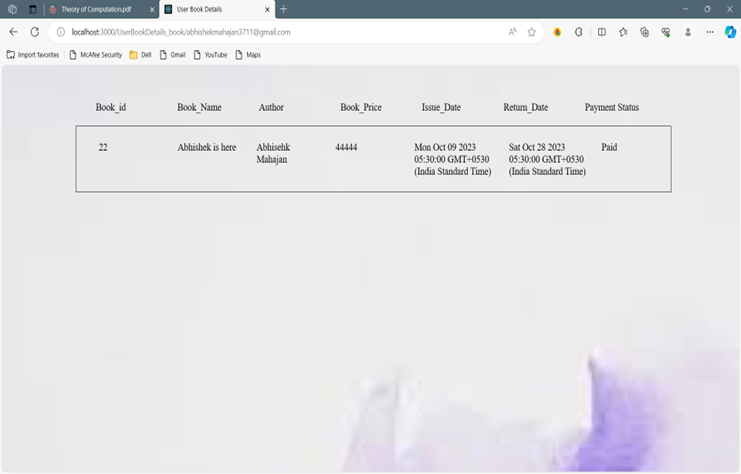 Theory of Computation.pdf
User Book Details
localhost:3000/UserBookDetails_book/abhishekmahajan3711@gmail.com
Import favorites McAfee Security Dell Gmail YouTube Maps
Book_id Book_Name Author Book_Price Issue_Date Return_Date Payment Status
22 Abhishek is here Abhisehk 44444 Mon Oct 09 2023 Sat Oct 28 2023 Paid
Mahajan 05:30:00 GMT+0530 05:30:00 GMT+0530
(India Standard Time) (India Standard Time)